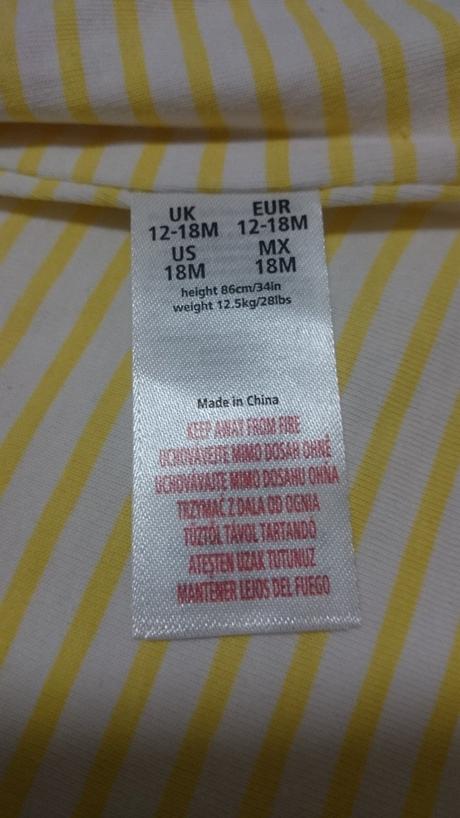 UK EUR
12-18M 12-18M
US MX
18M 18M
height 86cm/34in
weight 12.5kg/28lbs
Made in China
KEEP AWAY FROM FIRE
UCHOVÁVEJTE MIMO DOSAH OHNĚ
UCHOVÁVAJTE MIMO DOSAHU OHŇA
TRZYMAĆ Z DALA OD OGNIA
TŰZTŐL TÁVOL TARTANDÓ
ATEŞTEN UZAK TUTUNUZ
MANTENER LEJOS DEL FUEGO